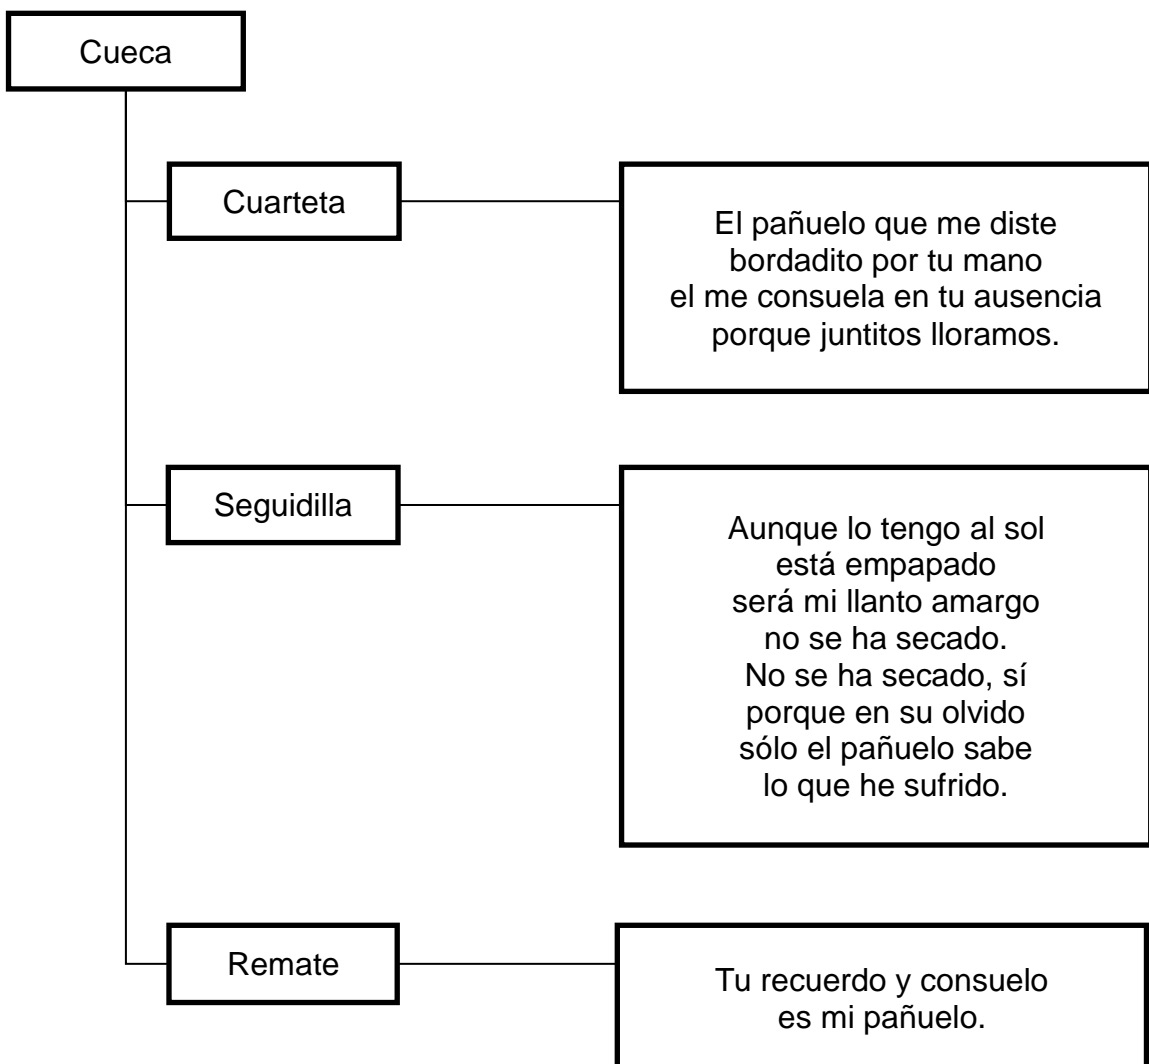 Cueca
Cuarteta
El pañuelo que me diste
bordadito por tu mano
el me consuela en tu ausencia
porque juntitos lloramos.
Seguidilla
Aunque lo tengo al sol
está empapado
será mi llanto amargo
no se ha secado.
No se ha secado, sí
porque en su olvido
sólo el pañuelo sabe
lo que he sufrido.
Remate
Tu recuerdo y consuelo
es mi pañuelo.